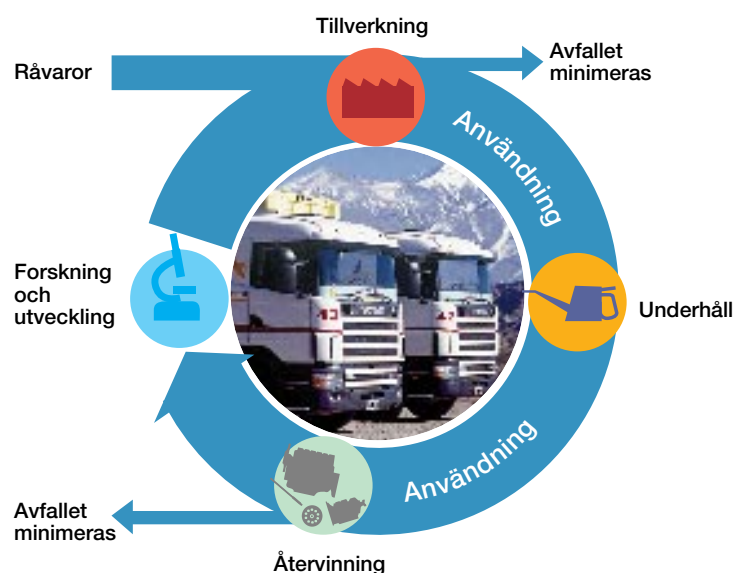 Tillverkning
Råvaror
Avfallet
minimeras
Användning
Forskning
och
utveckling
Underhåll
Användning
Avfallet
minimeras
Återvinning